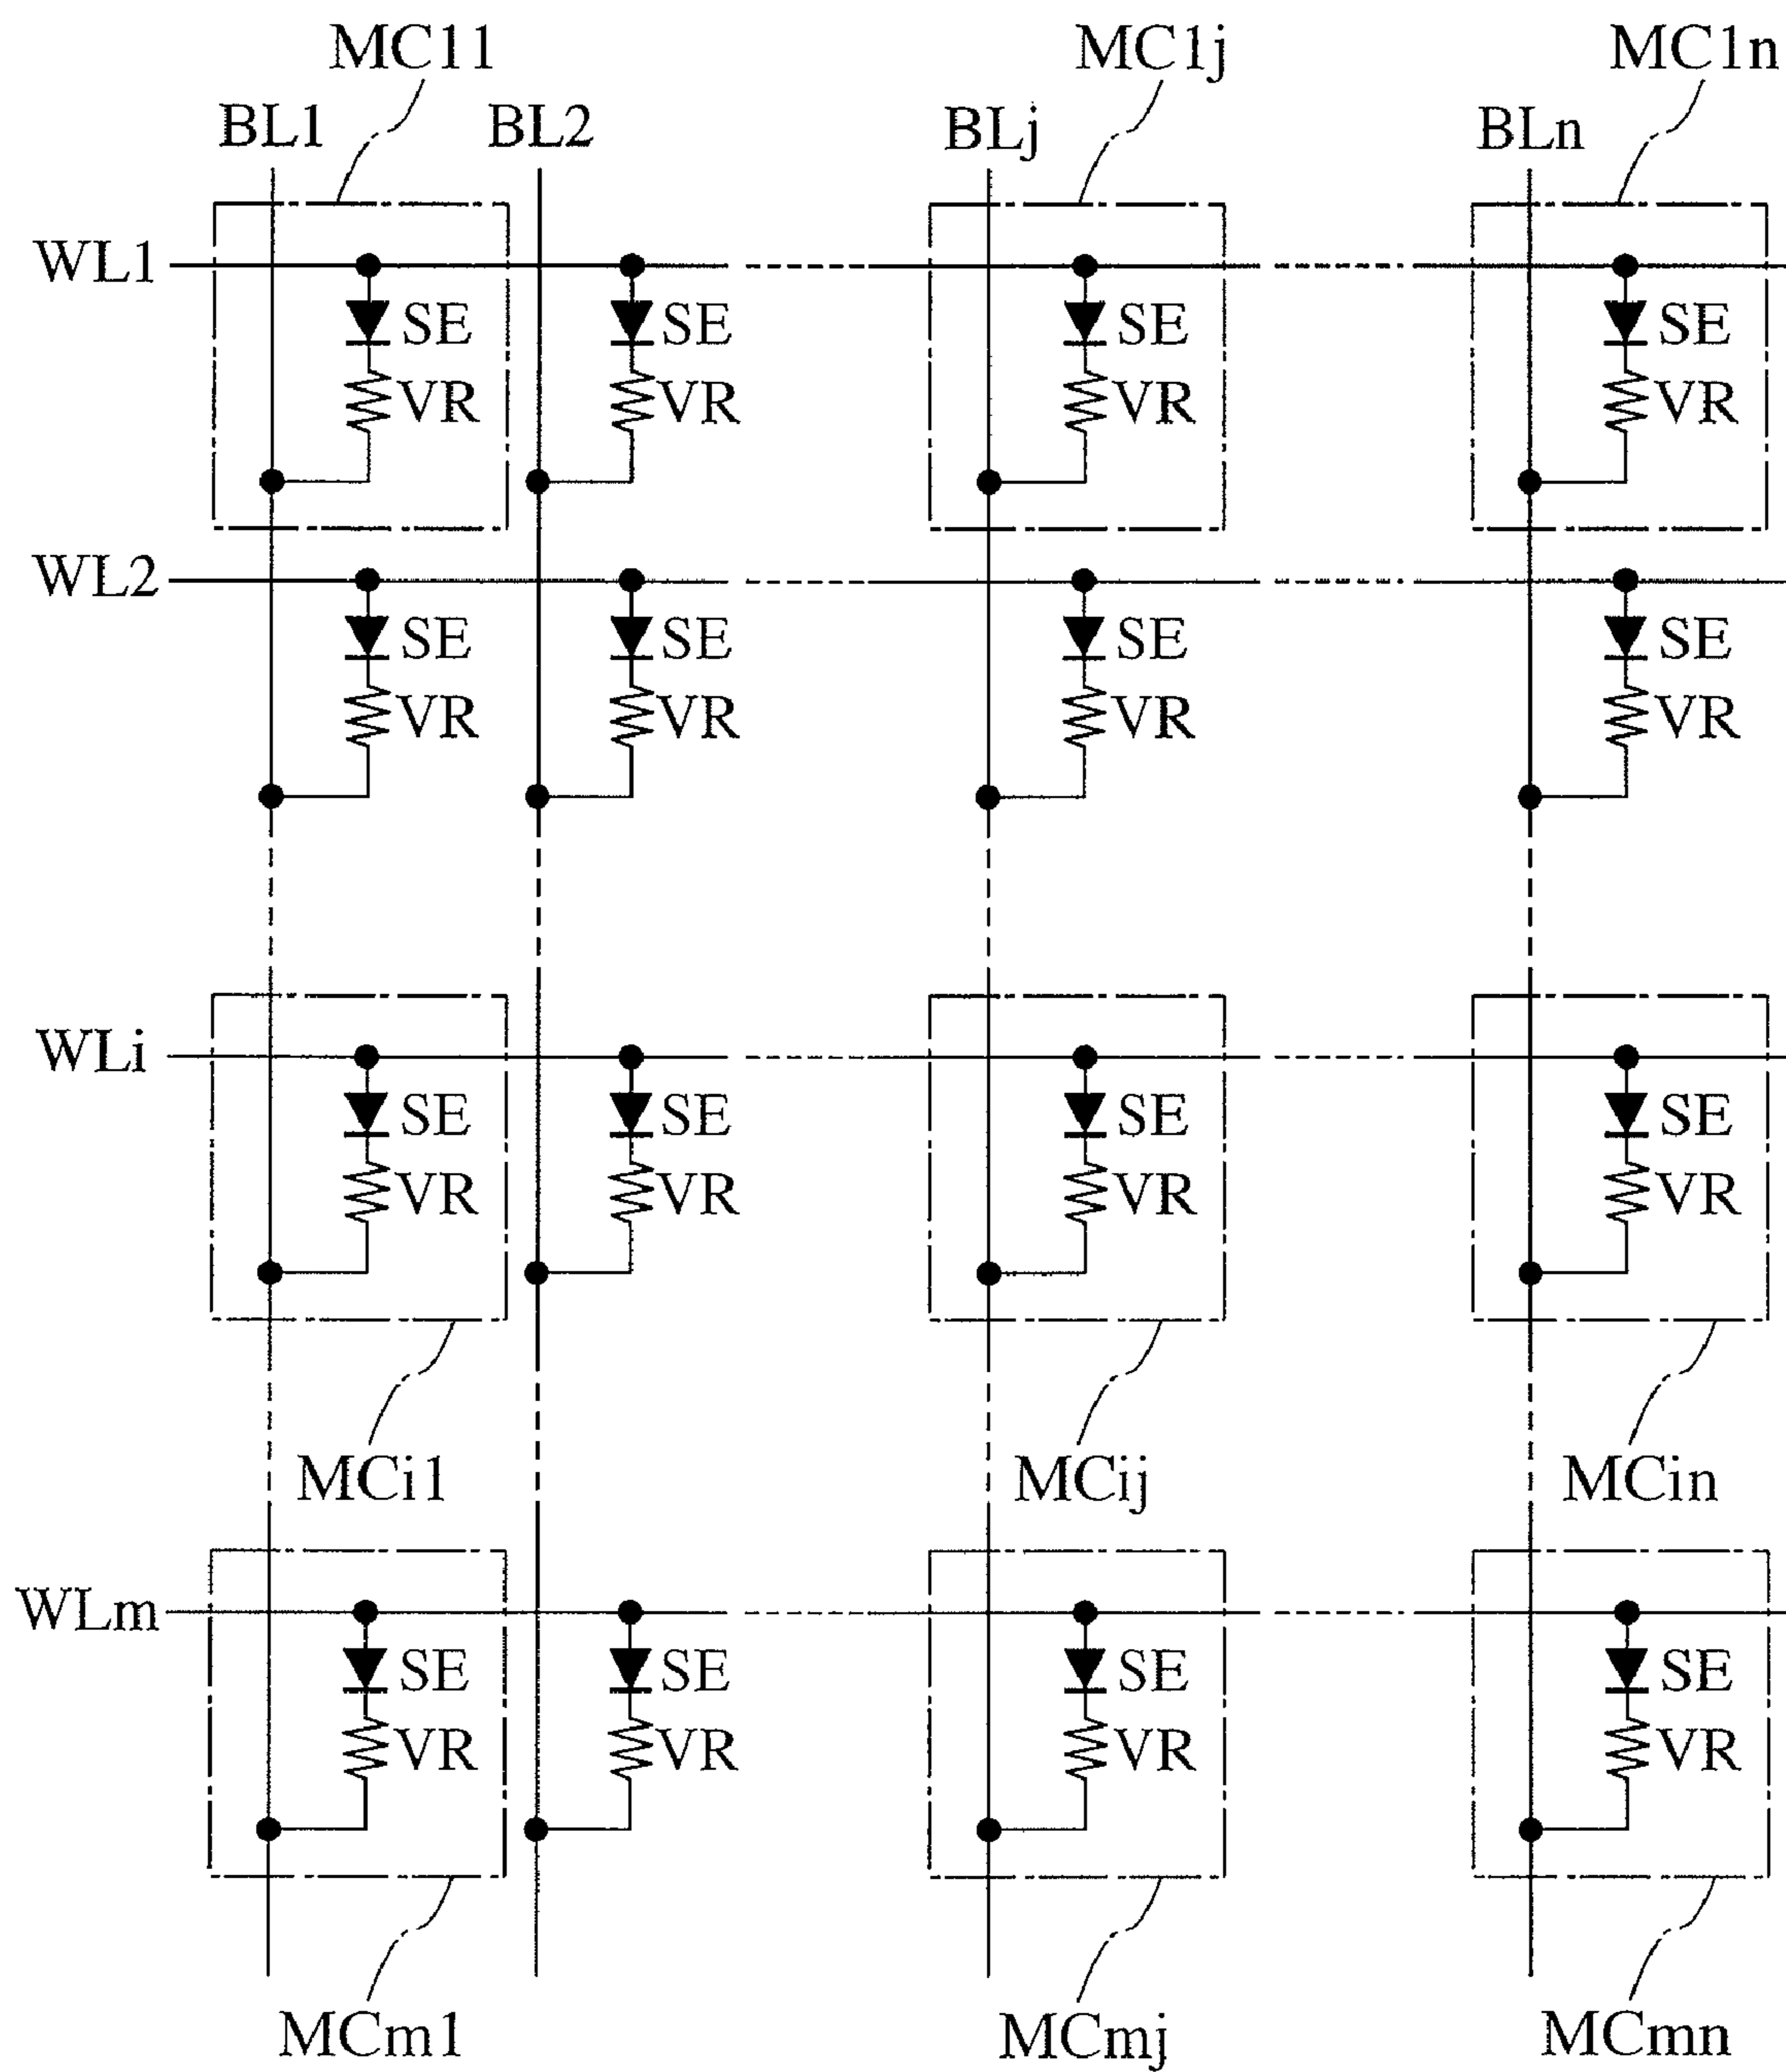 MC11 MC1j MC1n
BL1 BL2 BLj BLn
WL1
SE SE SE SE
VR VR VR VR
WL2
SE SE SE SE
VR VR VR VR
WLi
SE SE SE SE
VR VR VR VR
MCi1 MCij MCin
WLm
SE SE SE SE
VR VR VR VR
MCm1 MCmj MCmn